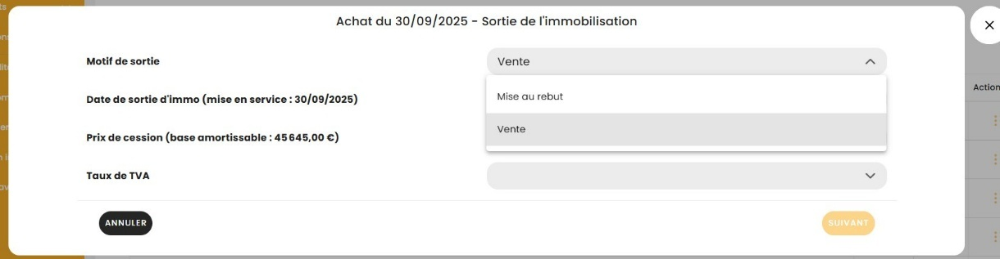 Achat du 30/09/2025 - Sortie de l'immobilisation
Motif de sortie
Vente
Mise au rebut
Vente
Date de sortie d'immo (mise en service : 30/09/2025)
Prix de cession (base amortissable : 45 645,00 €)
Taux de TVA
ANNULER
SUIVANT
Action